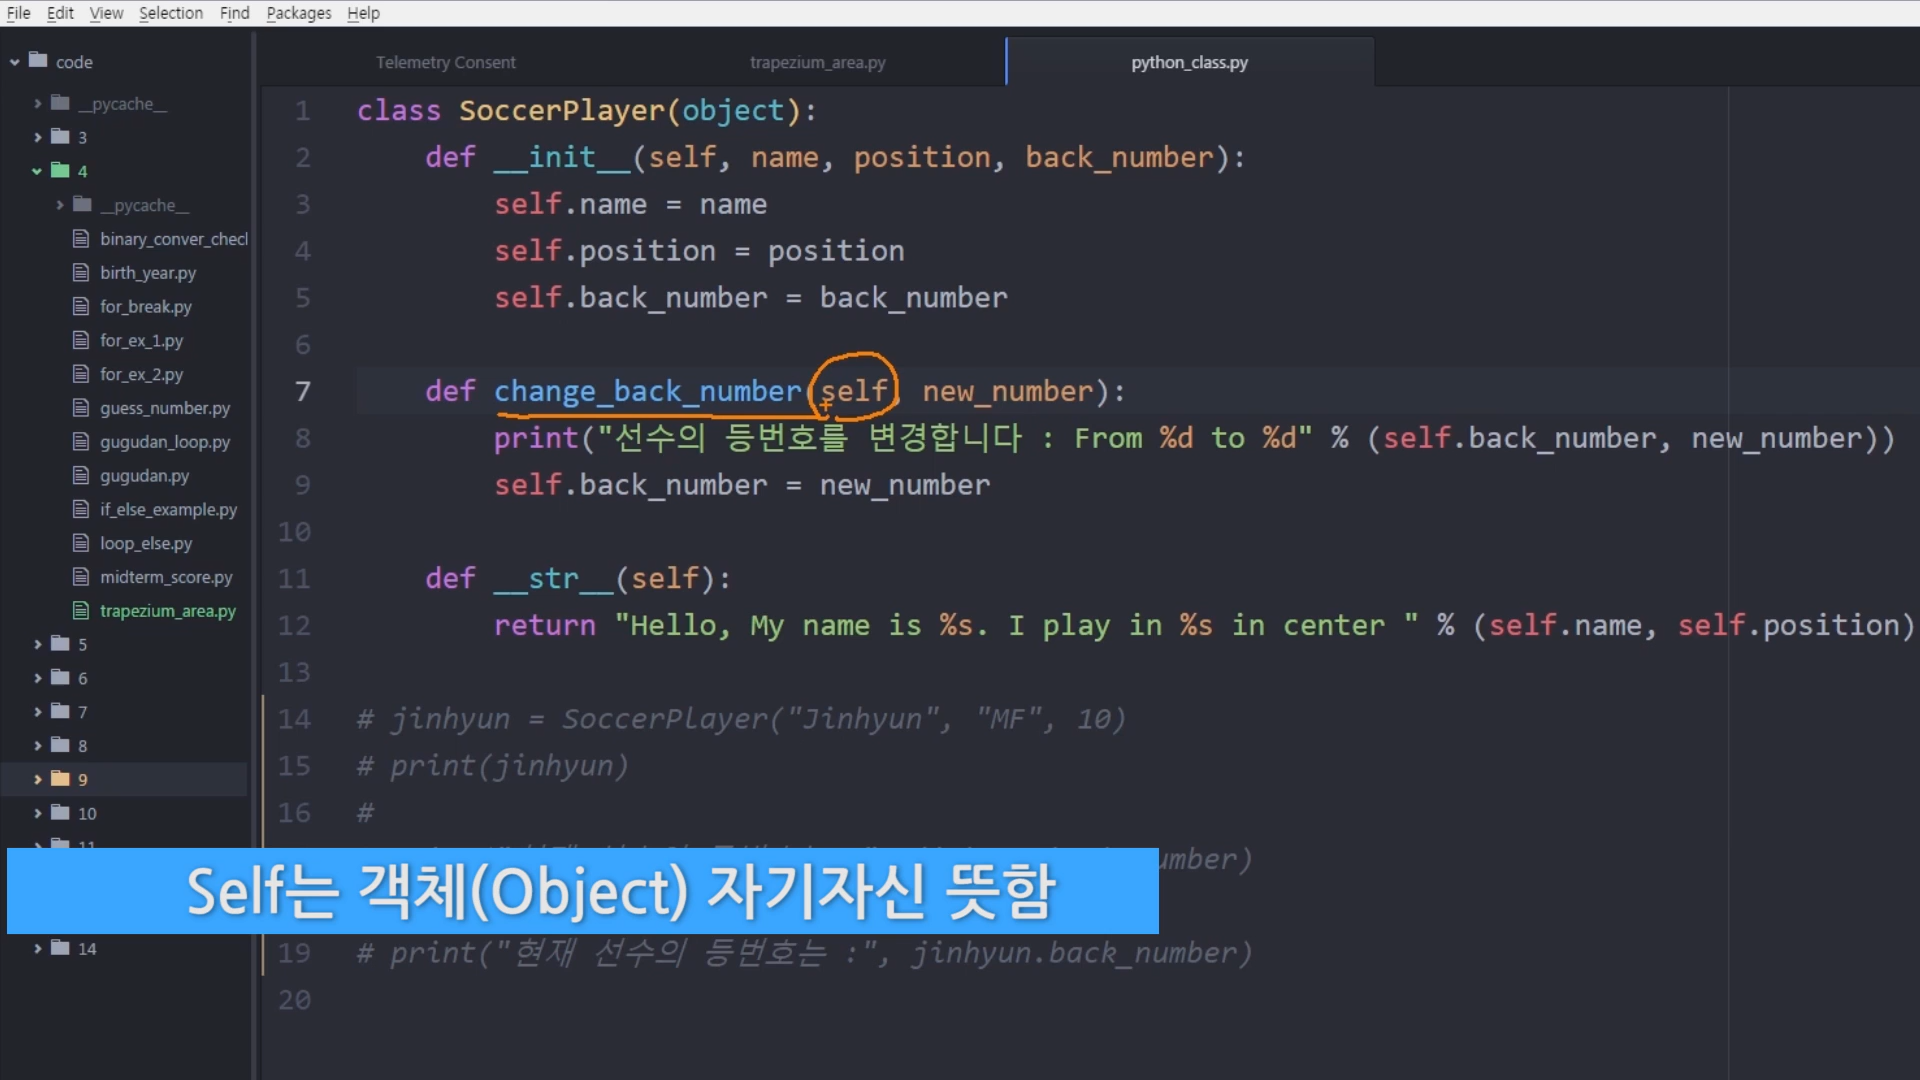 File Edit View Selection Find Packages Help
code
__pycache__
3
4
__pycache__
binary_conver_check
birth_year.py
for_break.py
for_ex_1.py
for_ex_2.py
guess_number.py
gugudan_loop.py
gugudan.py
if_else_example.py
loop_else.py
midterm_score.py
trapezium_area.py
5
6
7
8
9
10
11
14
Telemetry Consent trapezium_area.py python_class.py
1 class SoccerPlayer(object):
2 def __init__(self, name, position, back_number):
3 self.name = name
4 self.position = position
5 self.back_number = back_number
6
7 def change_back_number(self, new_number):
8 print("선수의 등번호를 변경합니다 : From %d to %d" % (self.back_number, new_number))
9 self.back_number = new_number
10
11 def __str__(self):
12 return "Hello, My name is %s. I play in %s in center " % (self.name, self.position)
13
14 # jinhyun = SoccerPlayer("Jinhyun", "MF", 10)
15 # print(jinhyun)
16 #
umber)
19 # print("현재 선수의 등번호는 :", jinhyun.back_number)
20
Self는 객체(Object) 자기자신 뜻함